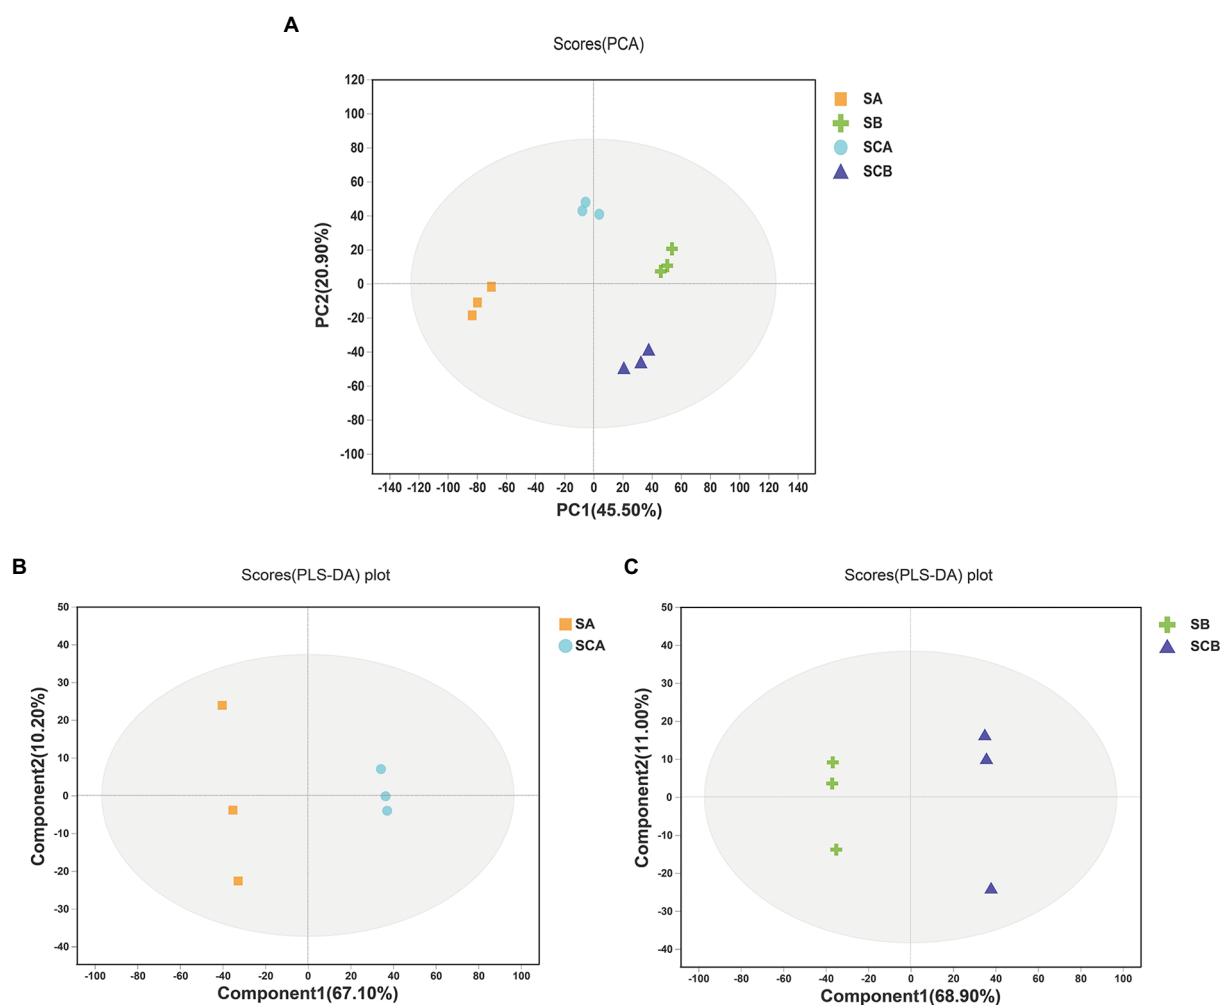 A
Scores(PCA)
120
100
80
60
40
20
0
-20
-40
-60
-80
-100
PC2(20.90%)
-140 -120 -100 -80 -60 -40 -20 0 20 40 60 80 100 120 140
PC1(45.50%)
SA
SB
SCA
SCB
B
Scores(PLS-DA) plot
50
40
30
20
10
0
-10
-20
-30
-40
Component2(10.20%)
-100 -80 -60 -40 -20 0 20 40 60 80 100
Component1(67.10%)
SA
SCA
C
Scores(PLS-DA) plot
50
40
30
20
10
0
-10
-20
-30
-40
Component2(11.00%)
-100 -80 -60 -40 -20 0 20 40 60 80 100
Component1(68.90%)
SB
SCB